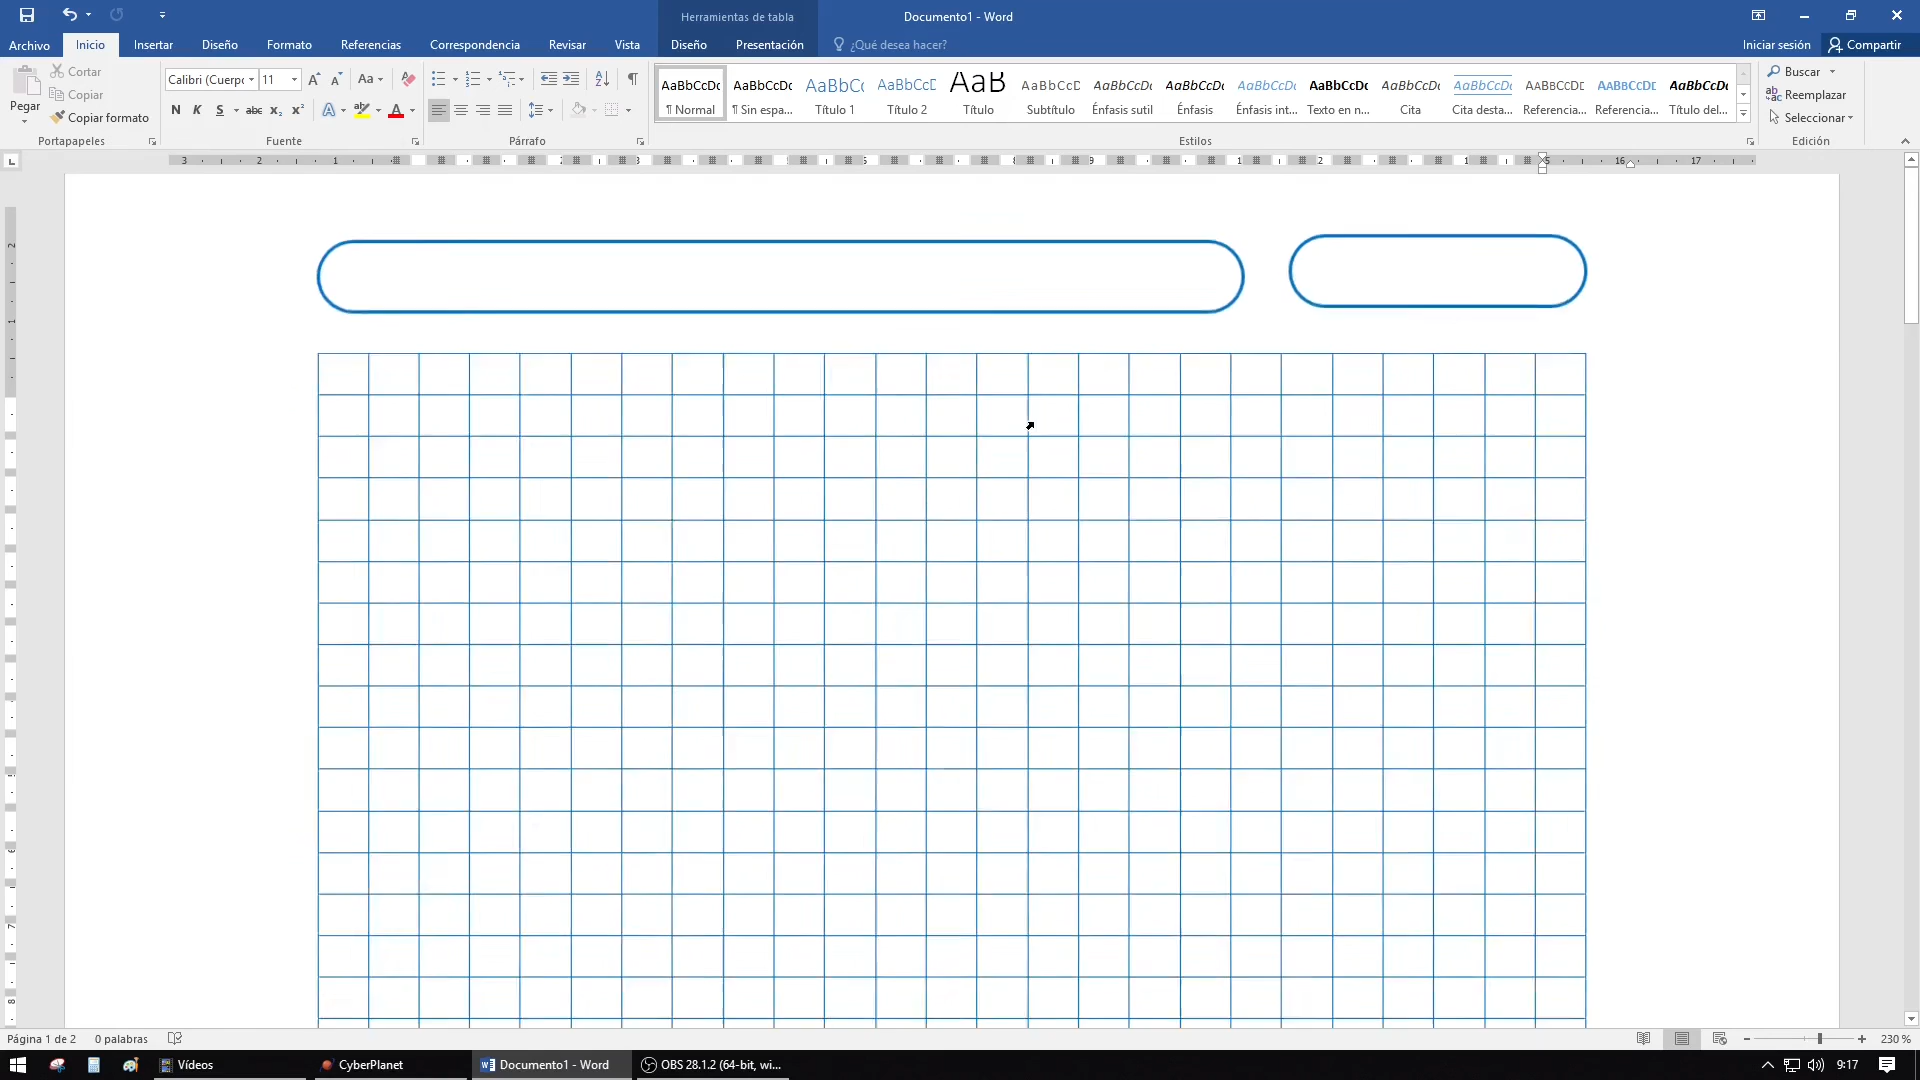 Herramientas de tabla
Documento1 - Word
Archivo
Inicio
Insertar
Diseño
Formato
Referencias
Correspondencia
Revisar
Vista
Diseño
Presentación
¿Qué desea hacer?
Iniciar sesión
Compartir
Pegar
Cortar
Copiar
Copiar formato
Portapapeles
Calibri (Cuerpo
11
Aa
N K S abc x₂ x²
Fuente
Párrafo
AaBbCcDc
¶ Normal
AaBbCcDc
¶ Sin espa...
AaBbCc
Título 1
AaBbCcD
Título 2
AaB
Título
AaBbCcD
Subtítulo
AaBbCcDc
Énfasis sutil
AaBbCcDc
Énfasis
AaBbCcDc
Énfasis int...
AaBbCcDc
Texto en n...
AaBbCcDc
Cita
AaBbCcDc
Cita desta...
AABBCCDD
Referencia...
AABBCCDD
Referencia...
AaBbCcDc
Título del...
Estilos
Buscar
Reemplazar
Seleccionar
Edición
Página 1 de 2
0 palabras
230 %
Vídeos
CyberPlanet
Documento1 - Word
OBS 28.1.2 (64-bit, wi...
9:17